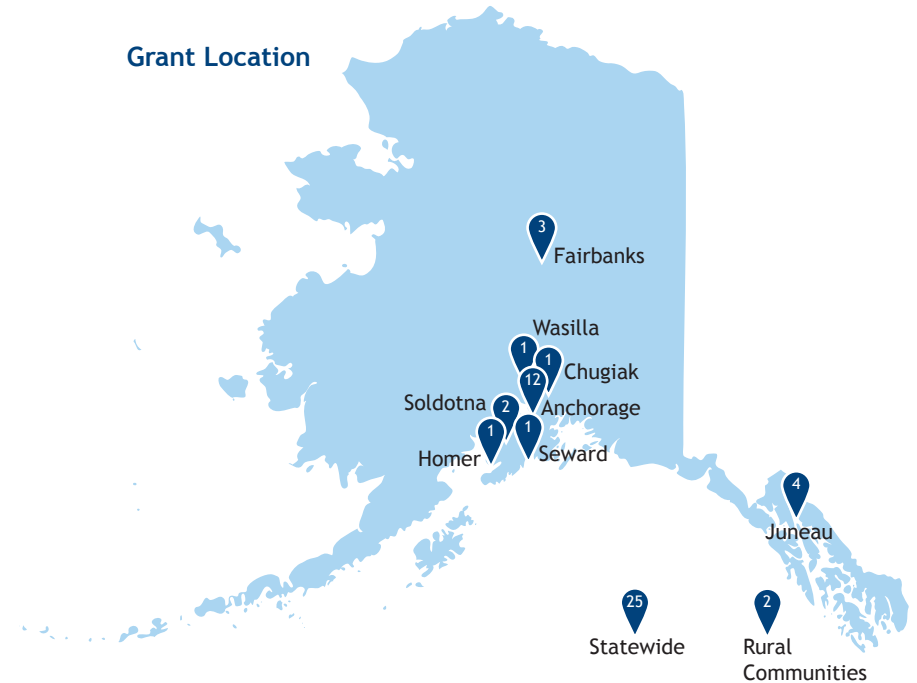 Grant Location
3
Fairbanks
Wasilla
1
1
Chugiak
12
Anchorage
Soldotna
2
1
Homer
1
Seward
4
Juneau
25
Statewide
2
Rural
Communities